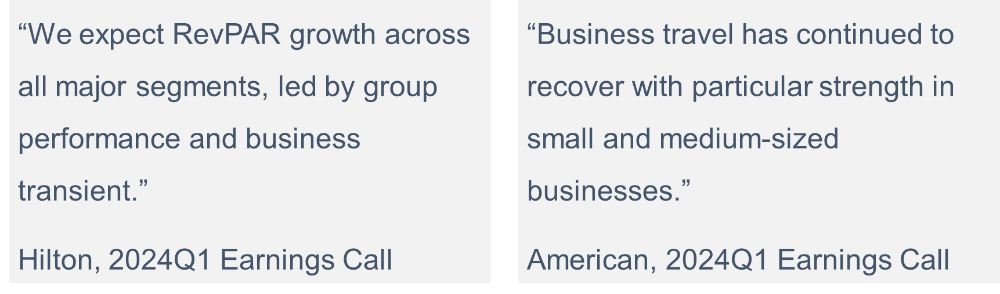 “We expect RevPAR growth across
all major segments, led by group
performance and business
transient.”
Hilton, 2024Q1 Earnings Call
“Business travel has continued to
recover with particular strength in
small and medium-sized
businesses.”
American, 2024Q1 Earnings Call